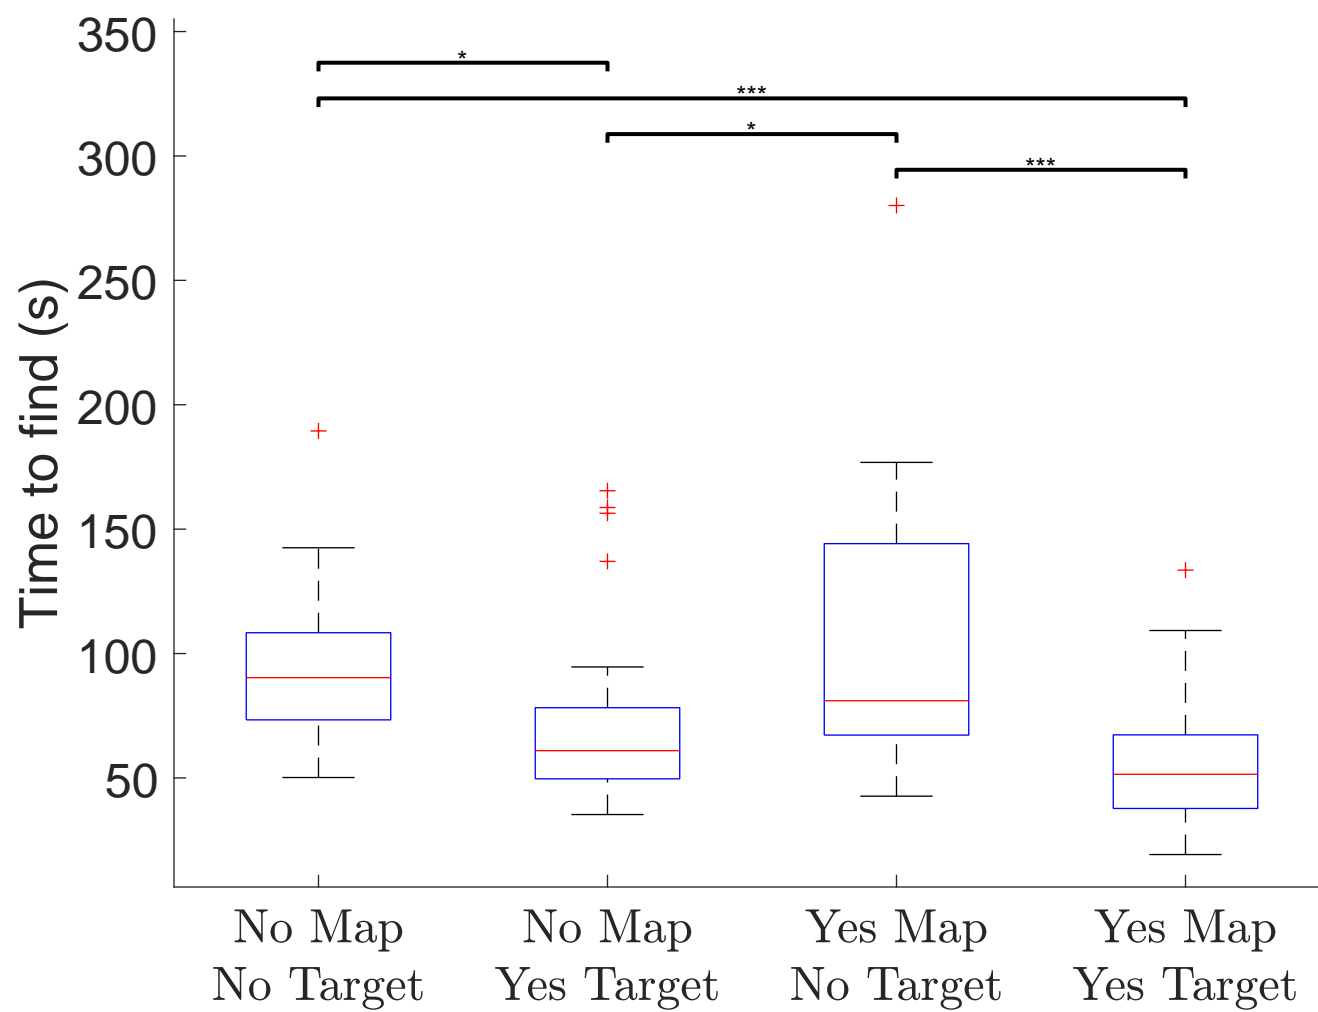 350
*
***
*
300
***
250
200
150
100
50
Time to find (s)
No Map
No Target
No Map
Yes Target
Yes Map
No Target
Yes Map
Yes Target